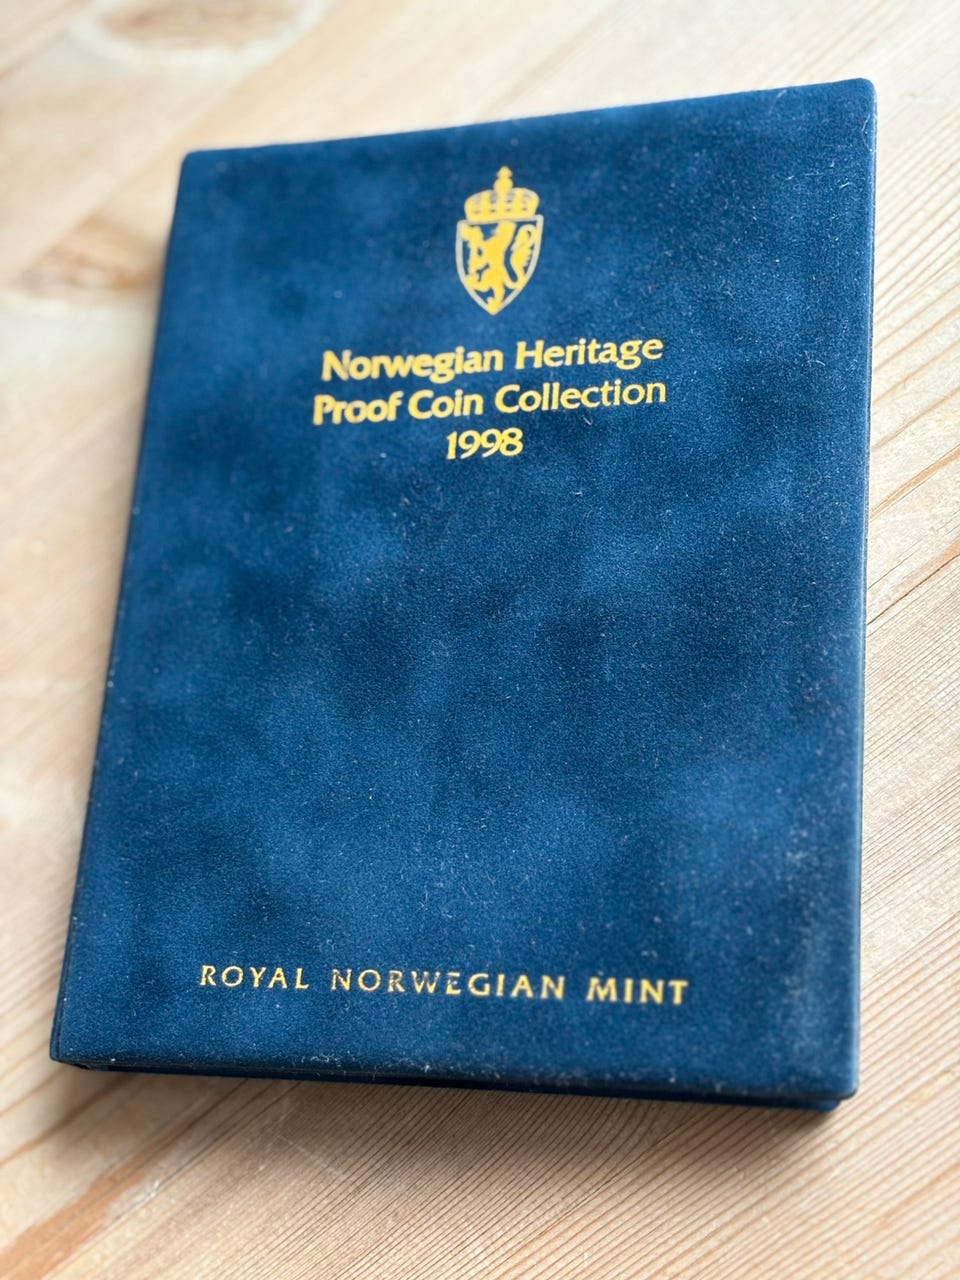 Norwegian Heritage
Proof Coin Collection
1998
ROYAL NORWEGIAN MINT